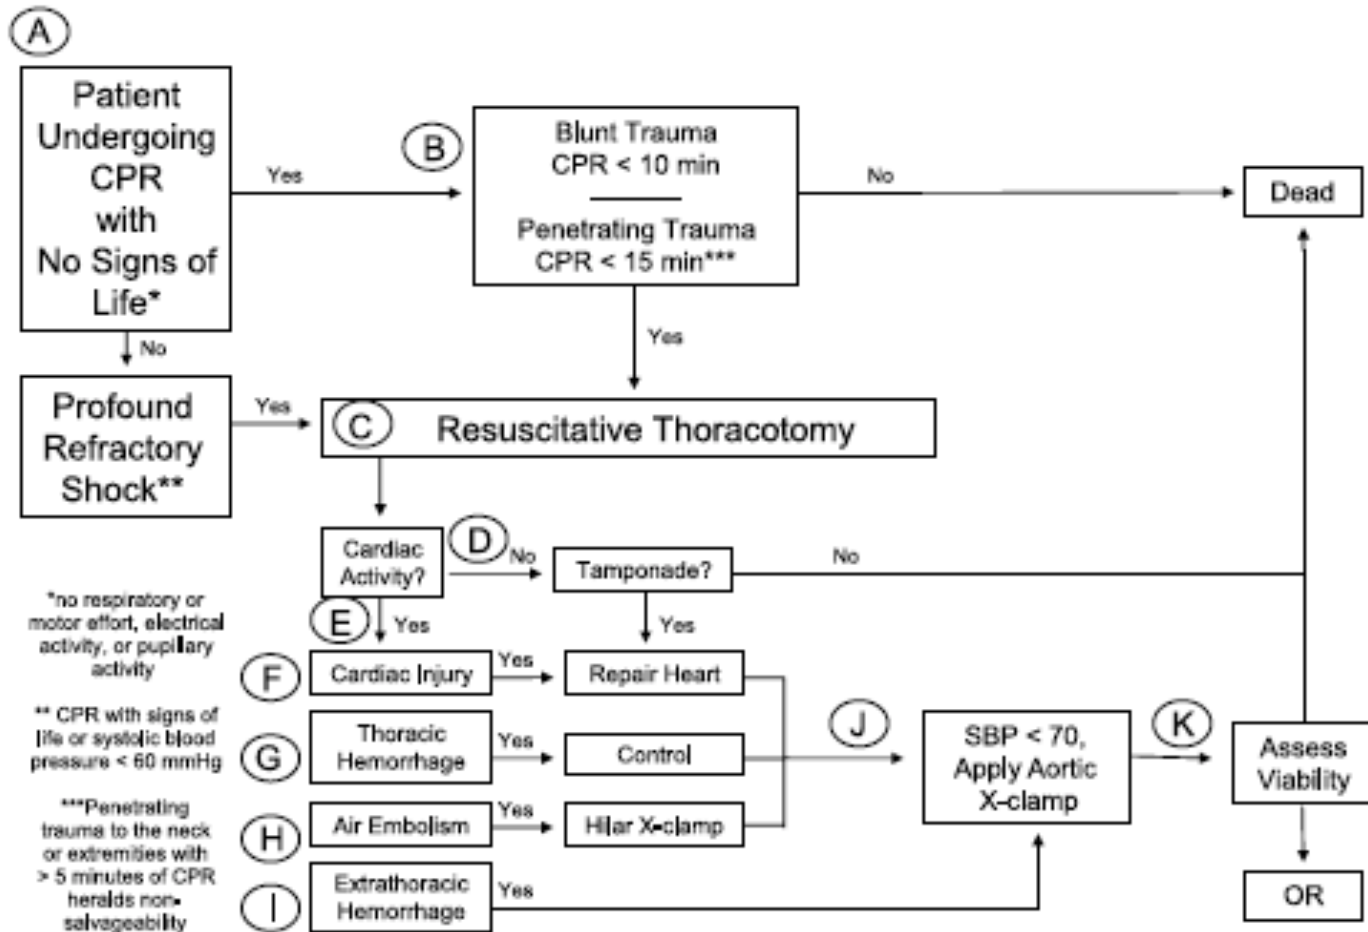 A
Patient
Undergoing
CPR
with
No Signs of
Life*
Yes
B
Blunt Trauma
CPR < 10 min
Penetrating Trauma
CPR < 15 min***
No
Dead
No
Yes
Profound
Refractory
Shock**
Yes
C
Resuscitative Thoracotomy
Cardiac
Activity?
D
No
Tamponade?
No
E
Yes
Yes
F
Cardiac Injury
Yes
Repair Heart
G
Thoracic
Hemorrhage
Yes
Control
H
Air Embolism
Yes
Hilar X-clamp
I
Extrathoracic
Hemorrhage
Yes
J
SBP < 70,
Apply Aortic
X-clamp
K
Assess
Viability
OR
*no respiratory or
motor effort, electrical
activity, or pupillary
activity
** CPR with signs of
life or systolic blood
pressure < 60 mmHg
***Penetrating
trauma to the neck
or extremities with
> 5 minutes of CPR
heralds non-
salvageability